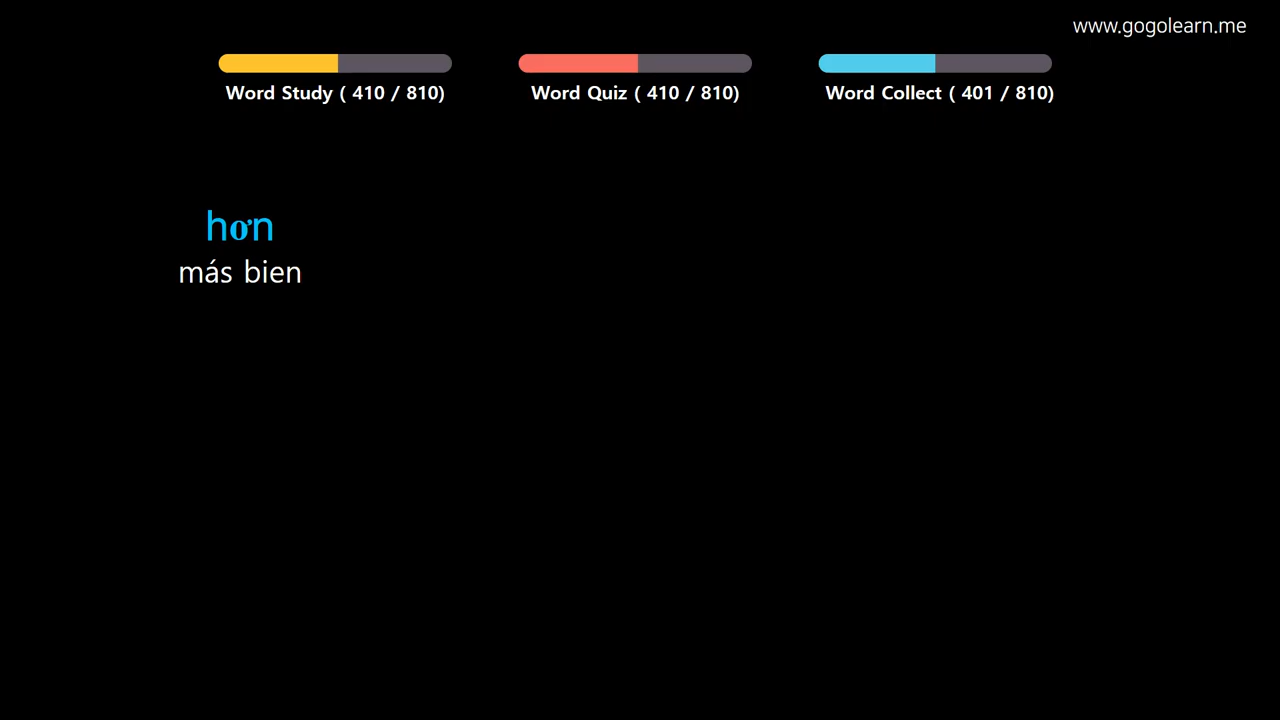 www.gogolearn.me
Word Study ( 410 / 810)
Word Quiz ( 410 / 810)
Word Collect ( 401 / 810)
hơn
más bien